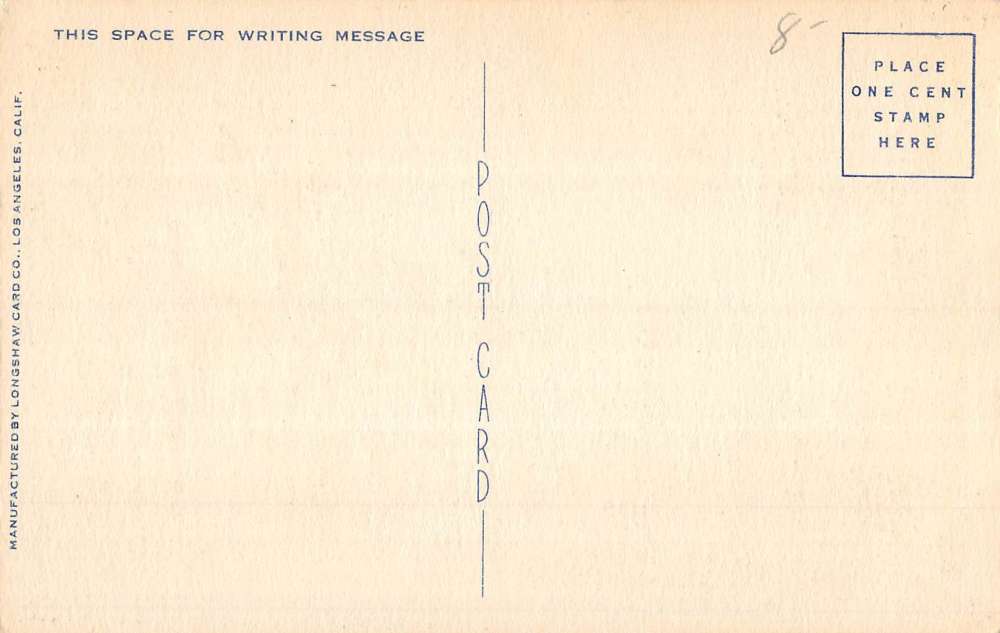 THIS SPACE FOR WRITING MESSAGE
8-
PLACE
ONE CENT
STAMP
HERE
POST CARD
MANUFACTURED BY LONGSHAW CARD CO., LOS ANGELES, CALIF.